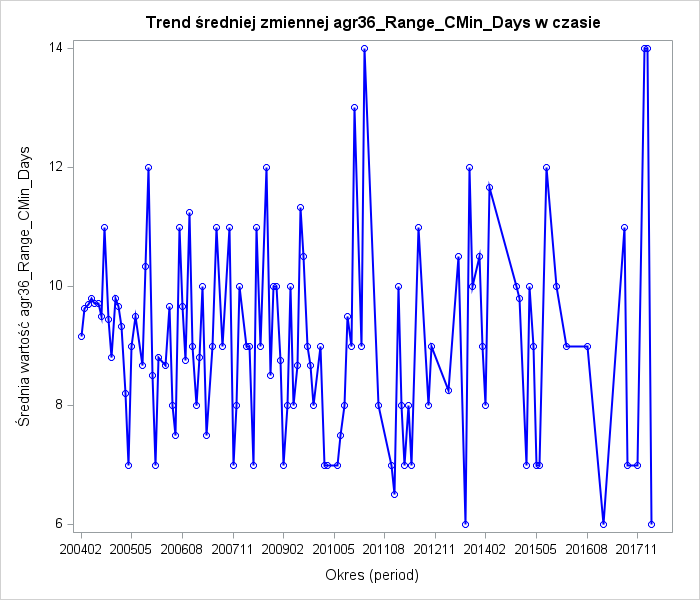 Trend średniej zmiennej agr36_Range_CMin_Days w czasie
Średnia wartość agr36_Range_CMin_Days
14
12
10
8
6
200402 200505 200608 200711 200902 201005 201108 201211 201402 201505 201608 201711
Okres (period)